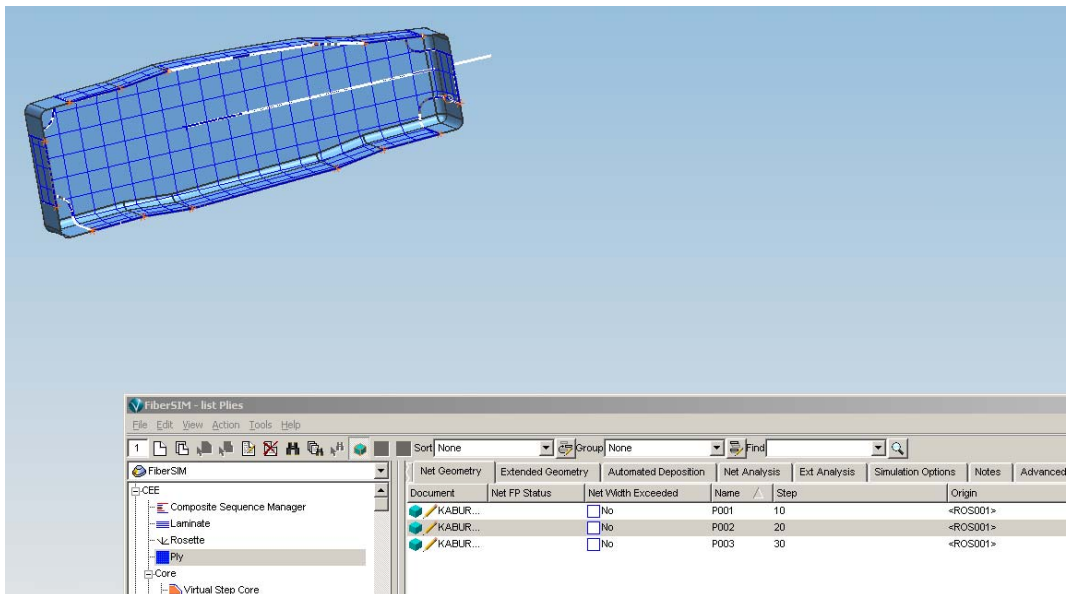 FiberSIM - list Plies
File Edit View Action Tools Help
1 Sort None Group None Find
FiberSIM
Net Geometry Extended Geometry Automated Deposition Net Analysis Ext Analysis Simulation Options Notes Advanced
CEE
Composite Sequence Manager
Laminate
Rosette
Ply
Core
Virtual Step Core
Document Net FP Status Net Width Exceeded Name Step Origin
KABUR... No P001 10 <ROS001>
KABUR... No P002 20 <ROS001>
KABUR... No P003 30 <ROS001>